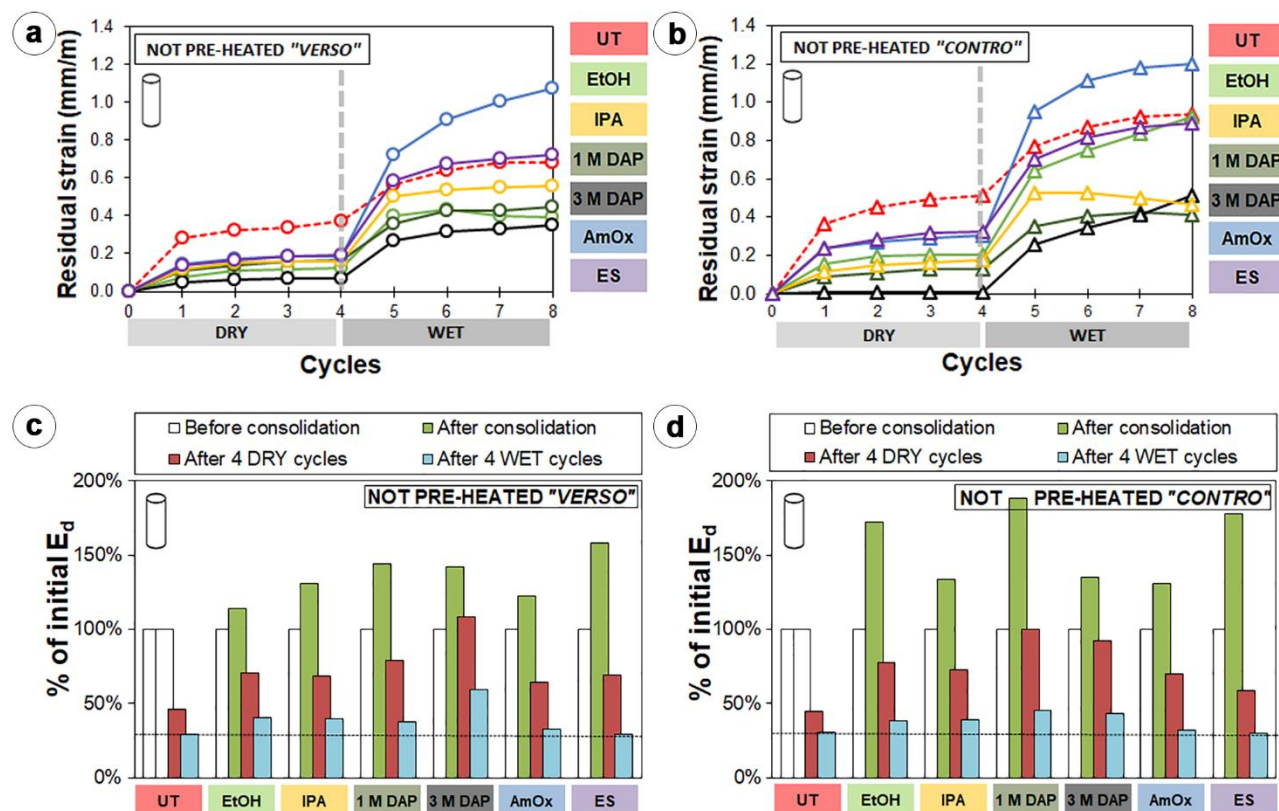 a
NOT PRE-HEATED "VERSO"
Residual strain (mm/m)
1.4
1.2
1.0
0.8
0.6
0.4
0.2
0.0
0 1 2 3 4 5 6 7 8
DRY WET
Cycles
UT
EtOH
IPA
1 M DAP
3 M DAP
AmOx
ES
b
NOT PRE-HEATED "CONTRO"
Residual strain (mm/m)
1.4
1.2
1.0
0.8
0.6
0.4
0.2
0.0
0 1 2 3 4 5 6 7 8
DRY WET
Cycles
UT
EtOH
IPA
1 M DAP
3 M DAP
AmOx
ES
c
Before consolidation After consolidation
After 4 DRY cycles After 4 WET cycles
NOT PRE-HEATED "VERSO"
% of initial Ed
200%
150%
100%
50%
0%
UT EtOH IPA 1 M DAP 3 M DAP AmOx ES
d
Before consolidation After consolidation
After 4 DRY cycles After 4 WET cycles
NOT PRE-HEATED "CONTRO"
% of initial Ed
200%
150%
100%
50%
0%
UT EtOH IPA 1 M DAP 3 M DAP AmOx ES